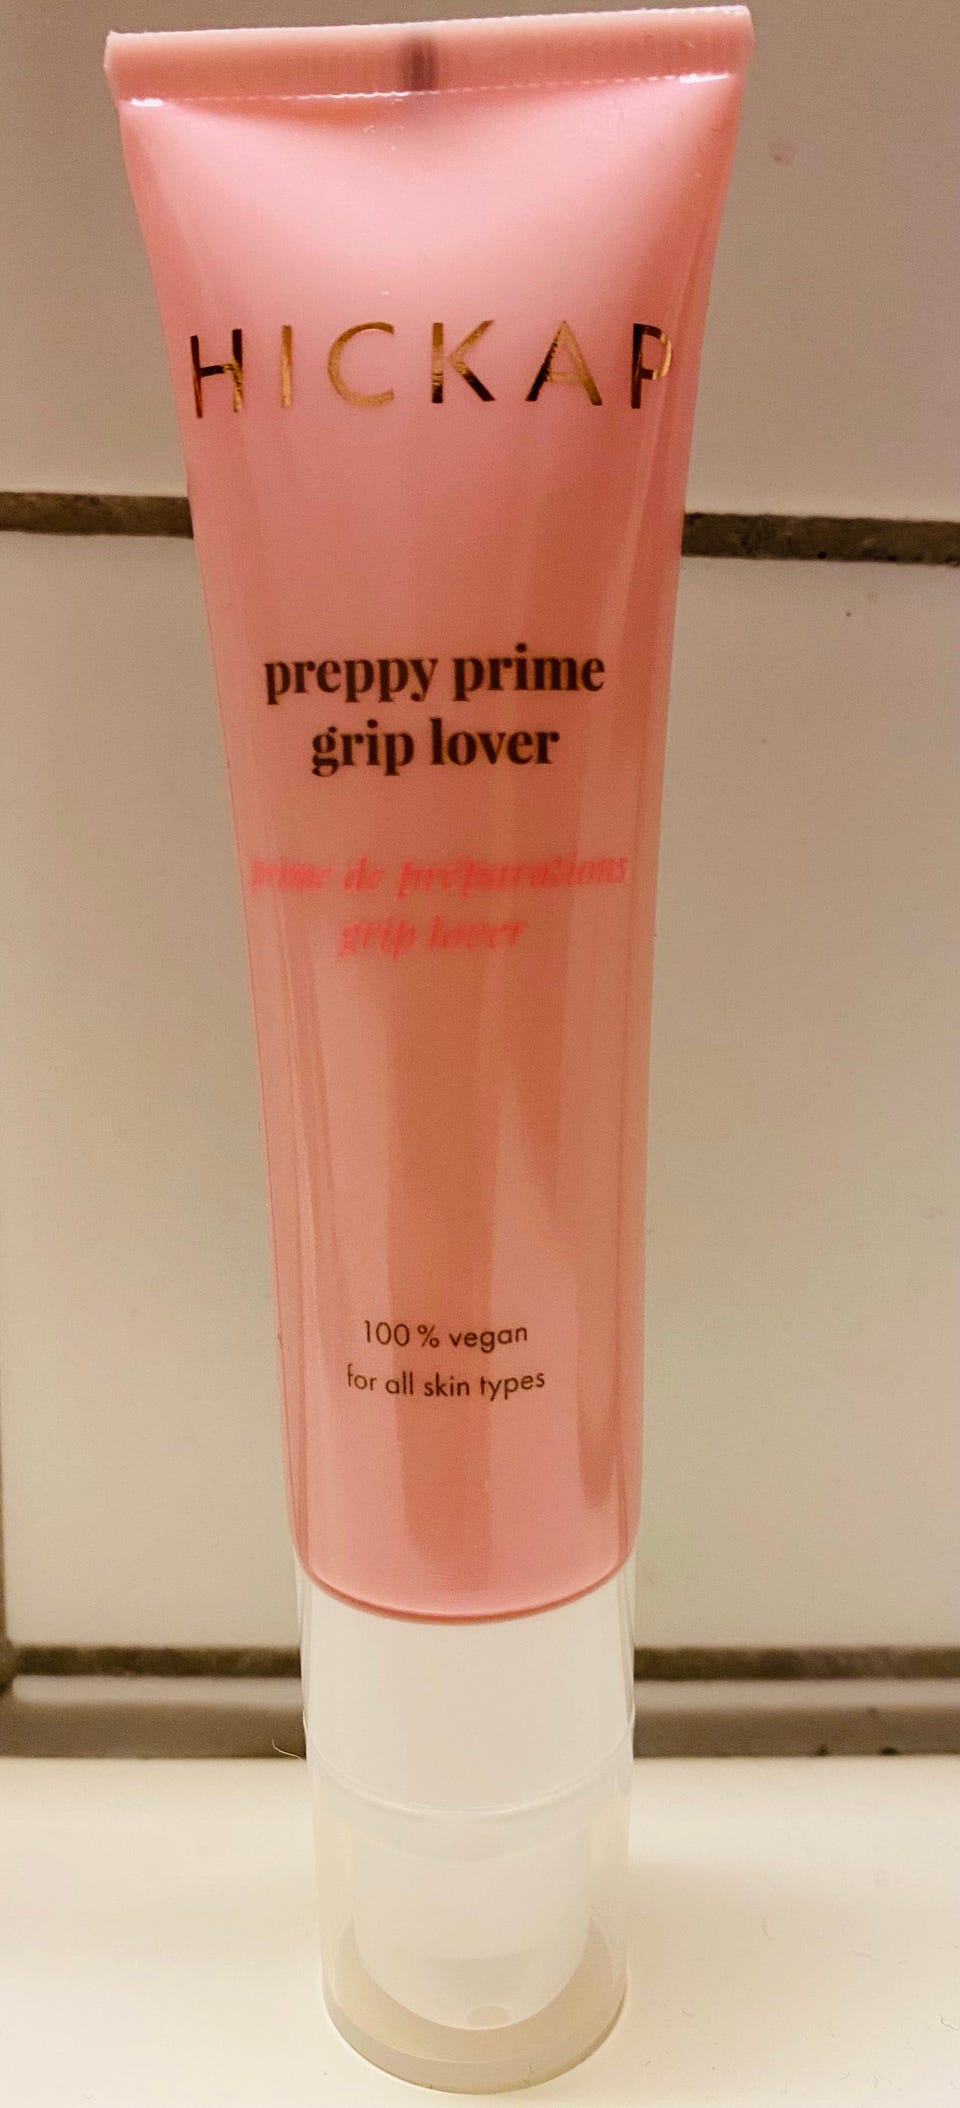 HICKAP
preppy prime
grip lover
prime de préparations
grip lover
100 % vegan
for all skin types